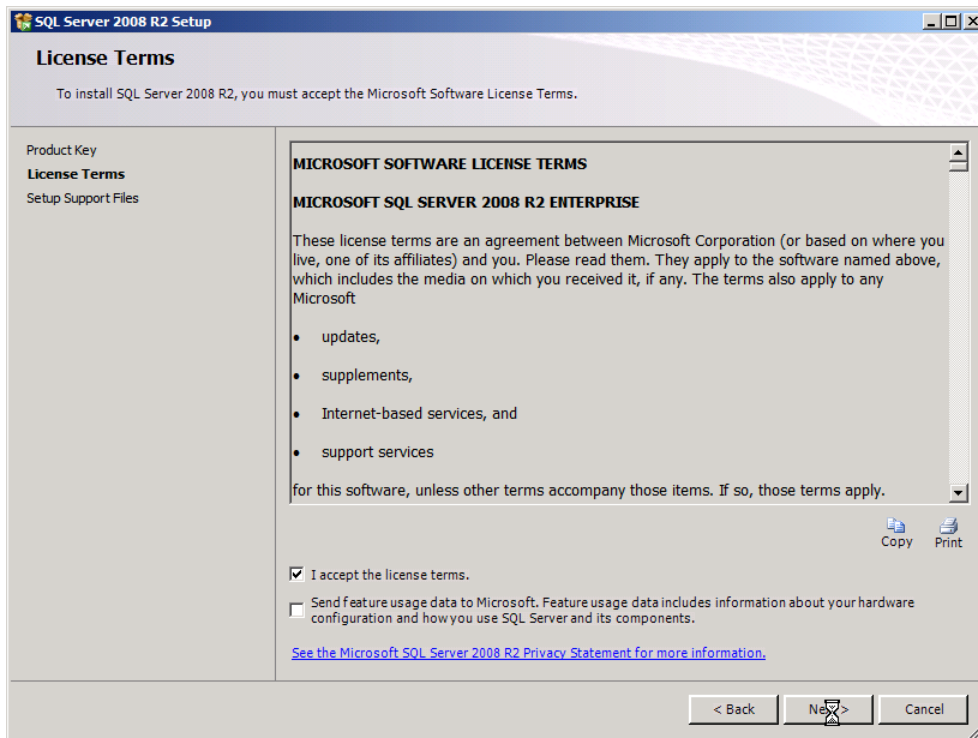 SQL Server 2008 R2 Setup
License Terms
To install SQL Server 2008 R2, you must accept the Microsoft Software License Terms.
Product Key
License Terms
Setup Support Files
MICROSOFT SOFTWARE LICENSE TERMS
MICROSOFT SQL SERVER 2008 R2 ENTERPRISE
These license terms are an agreement between Microsoft Corporation (or based on where you
live, one of its affiliates) and you. Please read them. They apply to the software named above,
which includes the media on which you received it, if any. The terms also apply to any
Microsoft
• updates,
• supplements,
• Internet-based services, and
• support services
for this software, unless other terms accompany those items. If so, those terms apply.
Copy Print
I accept the license terms.
Send feature usage data to Microsoft. Feature usage data includes information about your hardware
configuration and how you use SQL Server and its components.
See the Microsoft SQL Server 2008 R2 Privacy Statement for more information.
< Back Next > Cancel